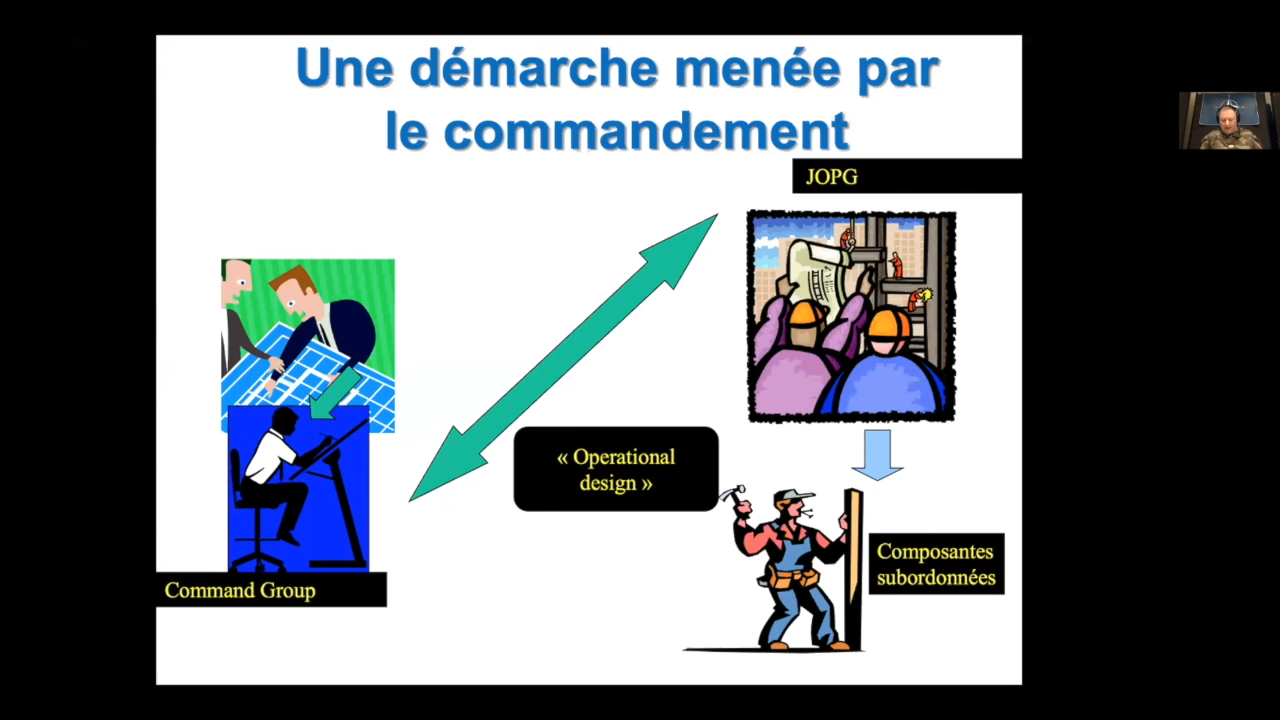 Une démarche menée par
le commandement
JOPG
« Operational
design »
Composantes
subordonnées
Command Group